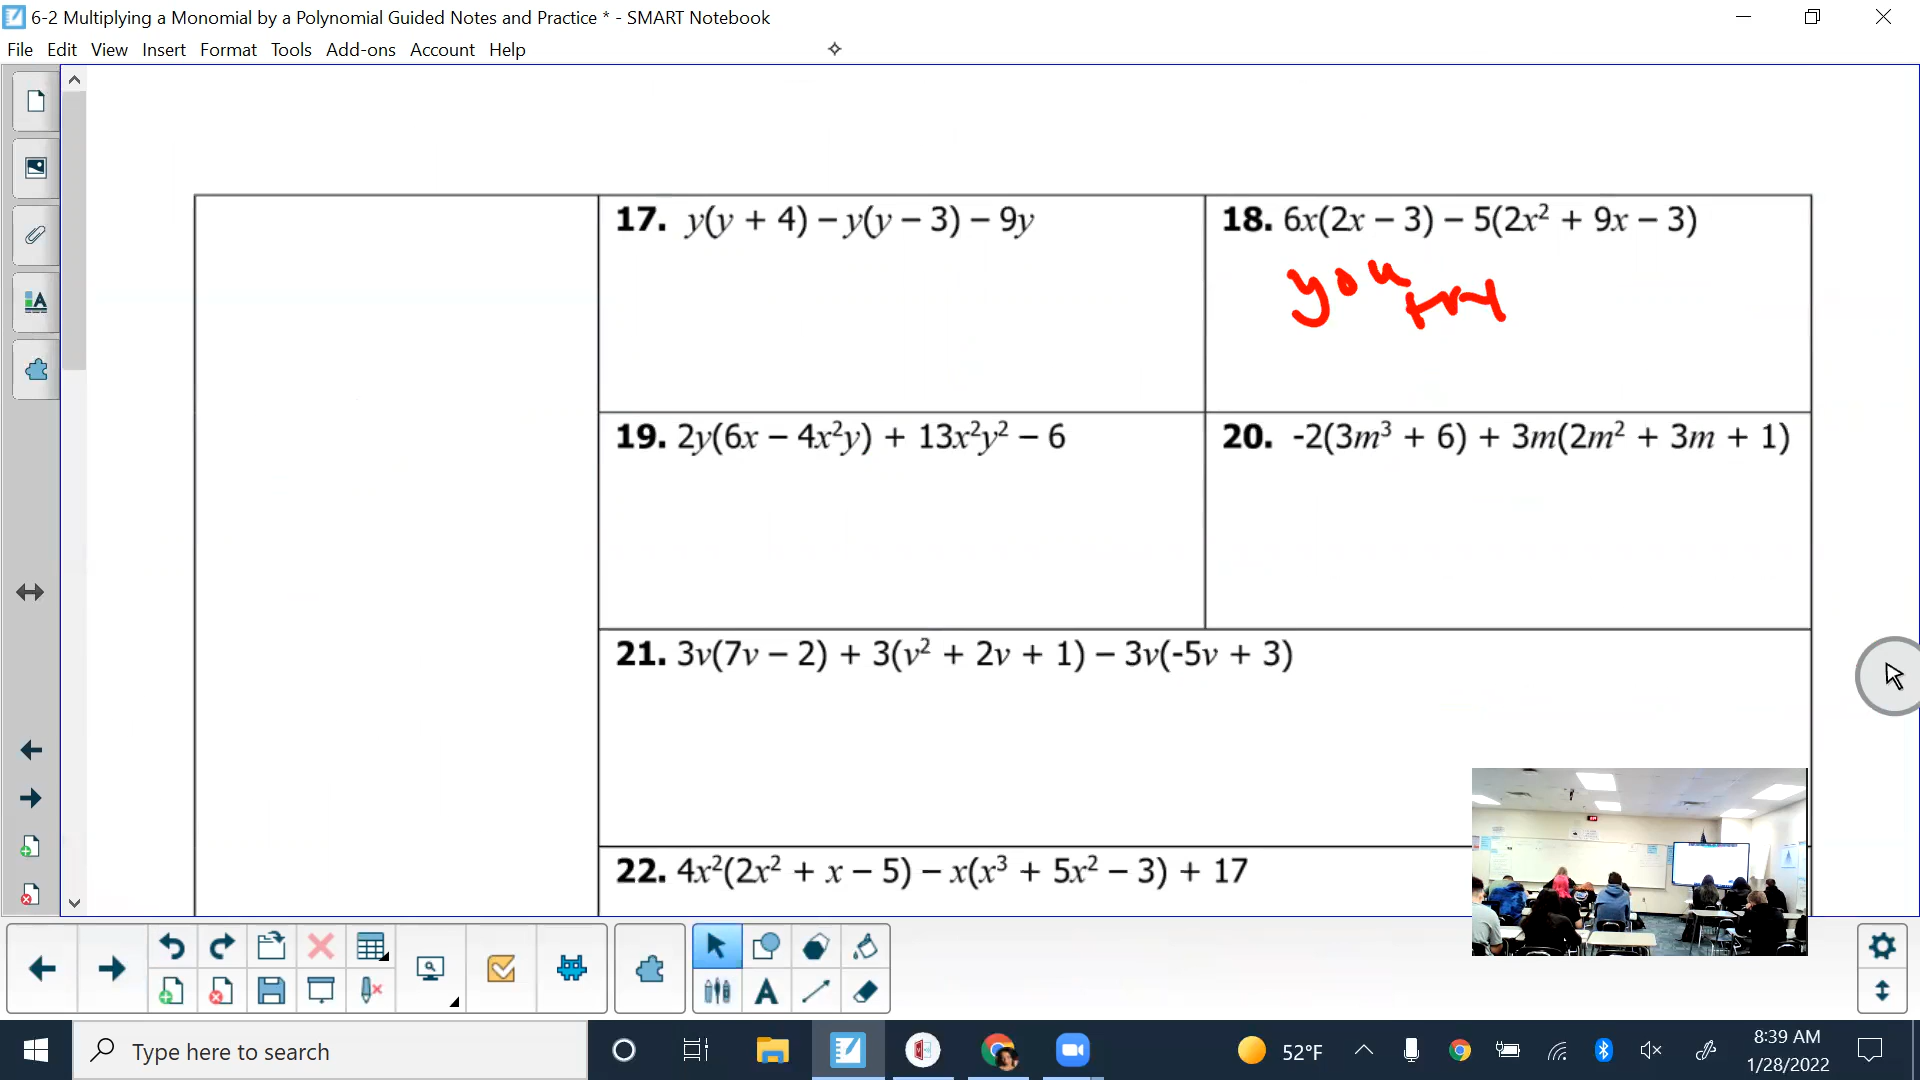 6-2 Multiplying a Monomial by a Polynomial Guided Notes and Practice * - SMART Notebook
File Edit View Insert Format Tools Add-ons Account Help
17. y(y + 4) – y(y – 3) – 9y
18. 6x(2x – 3) – 5(2x² + 9x – 3)
you try
19. 2y(6x – 4x²y) + 13x²y² – 6
20. -2(3m³ + 6) + 3m(2m² + 3m + 1)
21. 3v(7v – 2) + 3(v² + 2v + 1) – 3v(-5v + 3)
22. 4x²(2x² + x – 5) – x(x³ + 5x² – 3) + 17
Type here to search
52°F
8:39 AM
1/28/2022